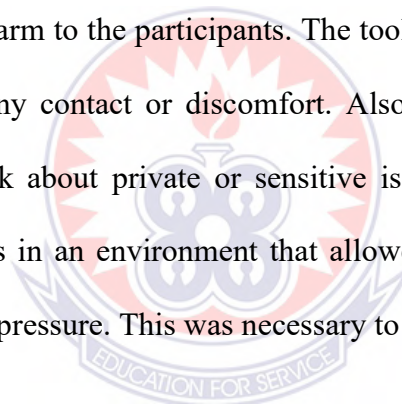 arm to the participants. The tool
ny contact or discomfort. Also
k about private or sensitive is
s in an environment that allowe
pressure. This was necessary to
EDUCATION FOR SERVICE